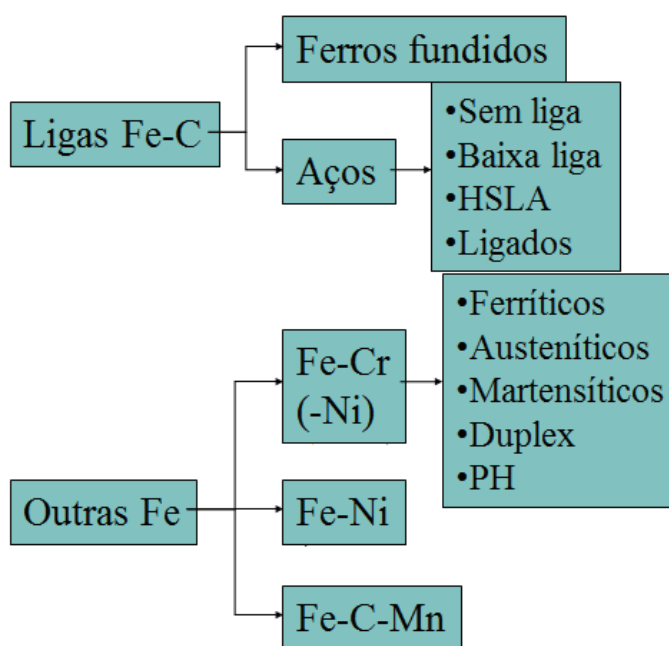 Ferros fundidos
Ligas Fe-C
Aços
•Sem liga
•Baixa liga
•HSLA
•Ligados
Fe-Cr
(-Ni)
•Ferríticos
•Austeníticos
•Martensíticos
•Duplex
•PH
Outras Fe
Fe-Ni
Fe-C-Mn